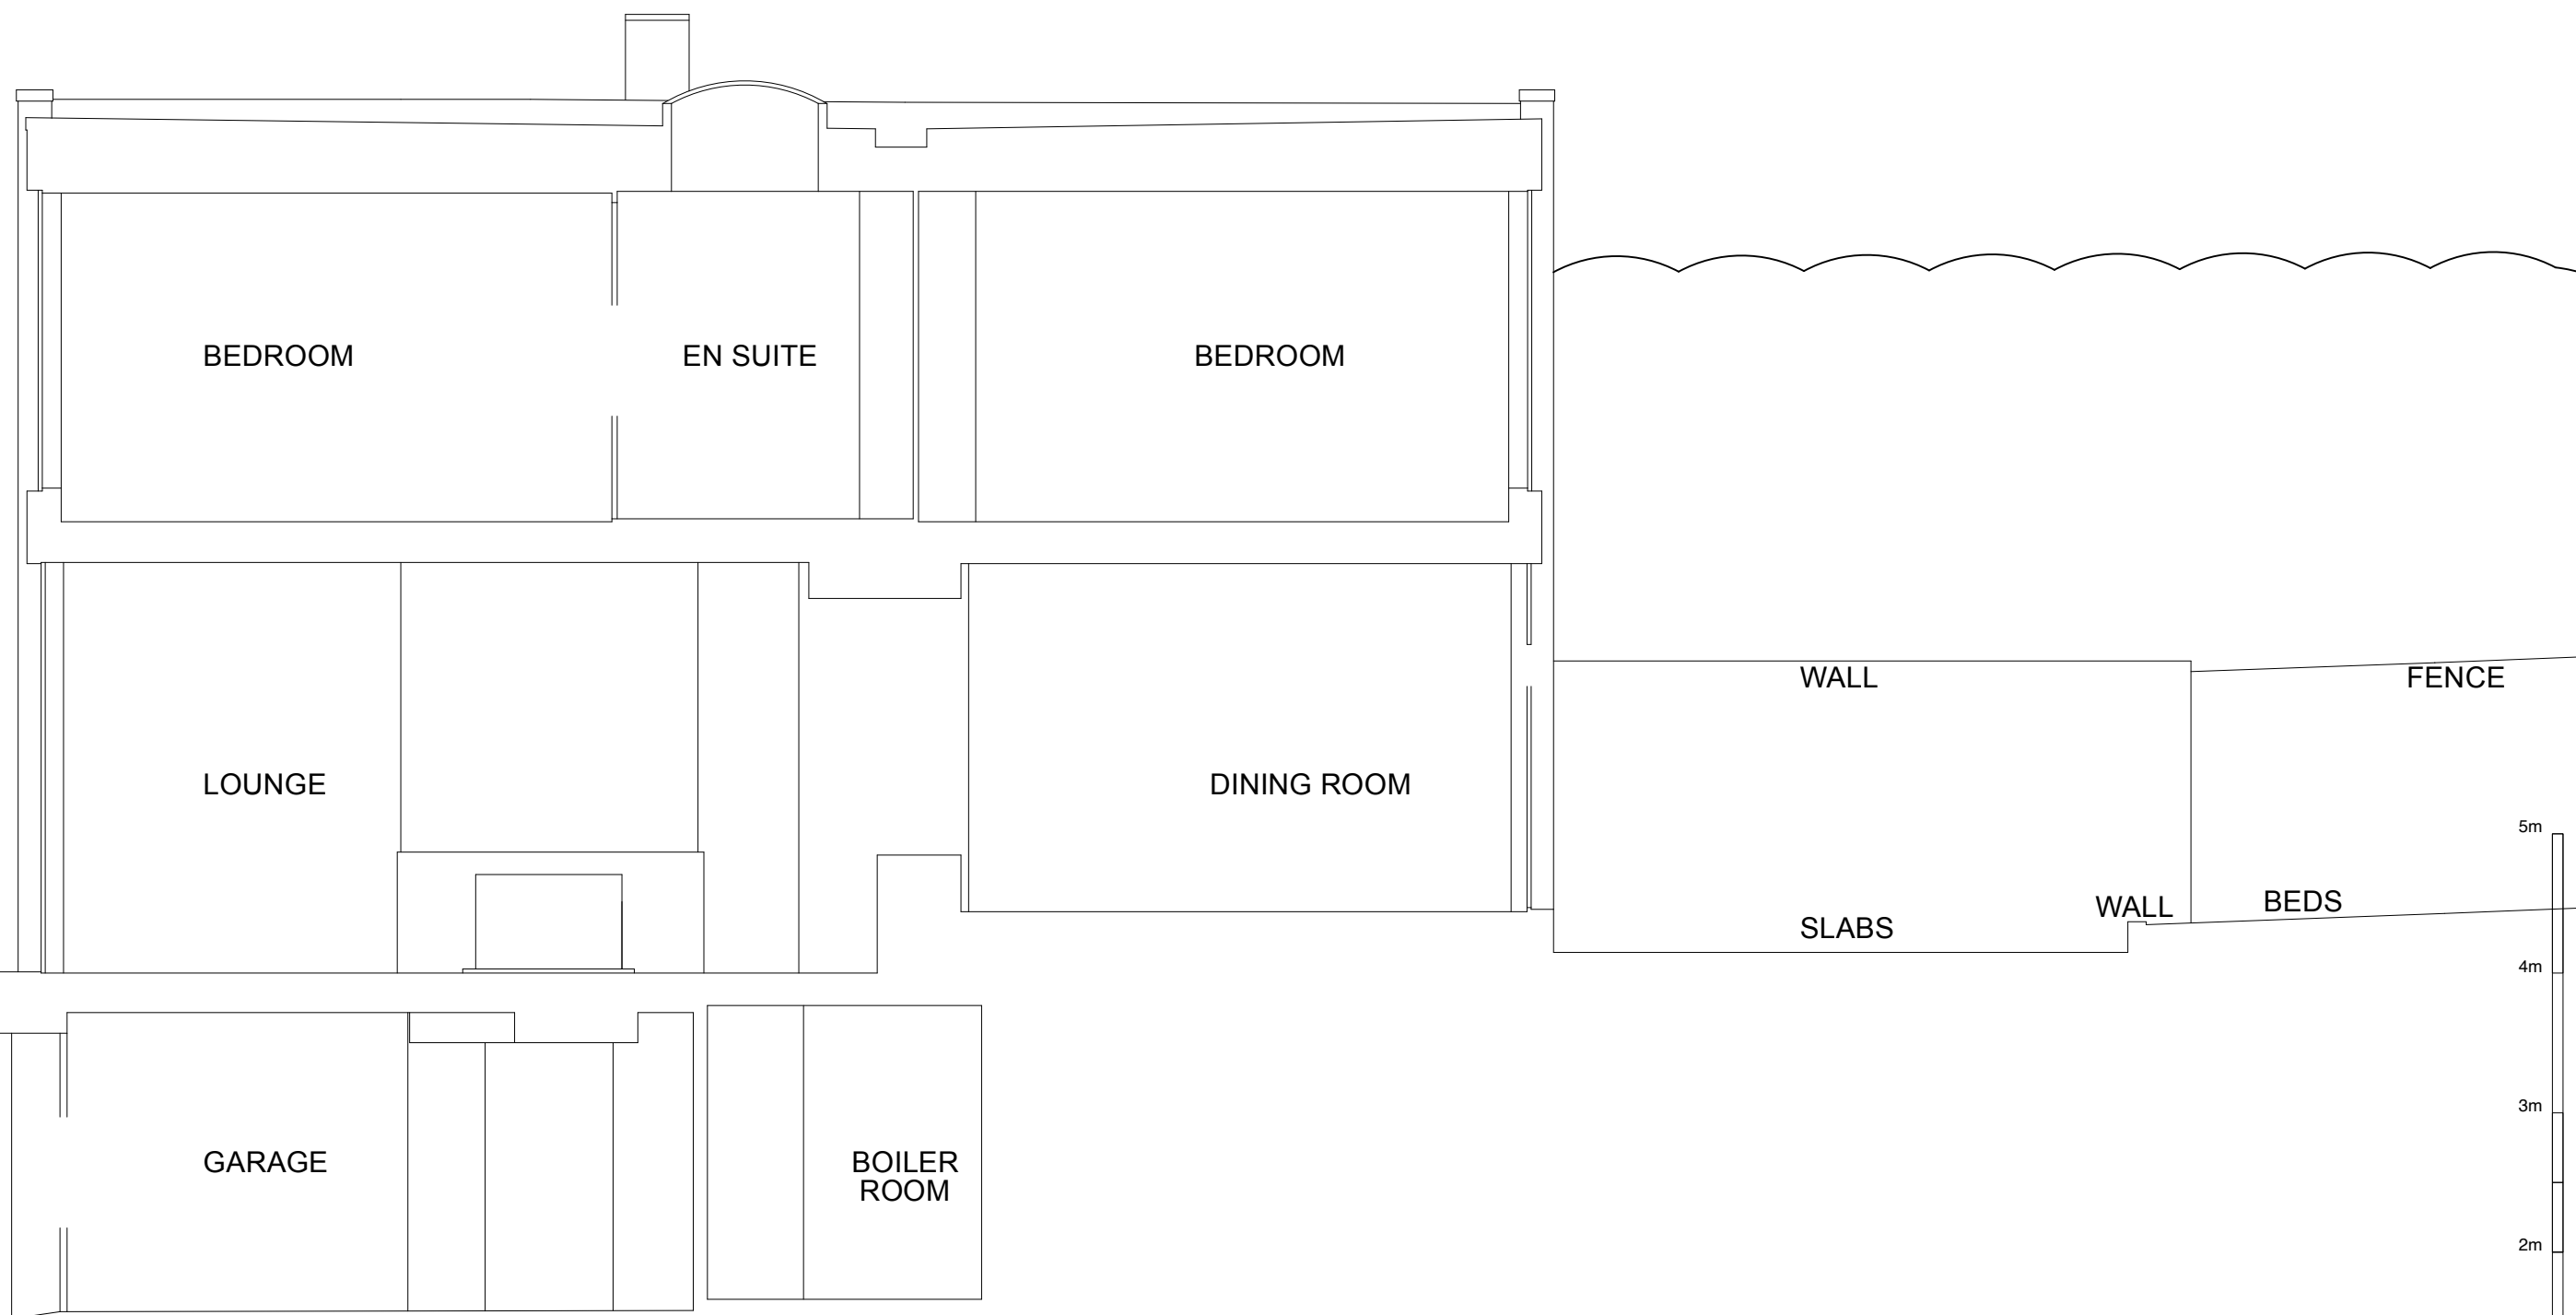 BEDROOM
EN SUITE
BEDROOM
WALL
FENCE
LOUNGE
DINING ROOM
5m
WALL
BEDS
SLABS
4m
3m
GARAGE
BOILER
ROOM
2m